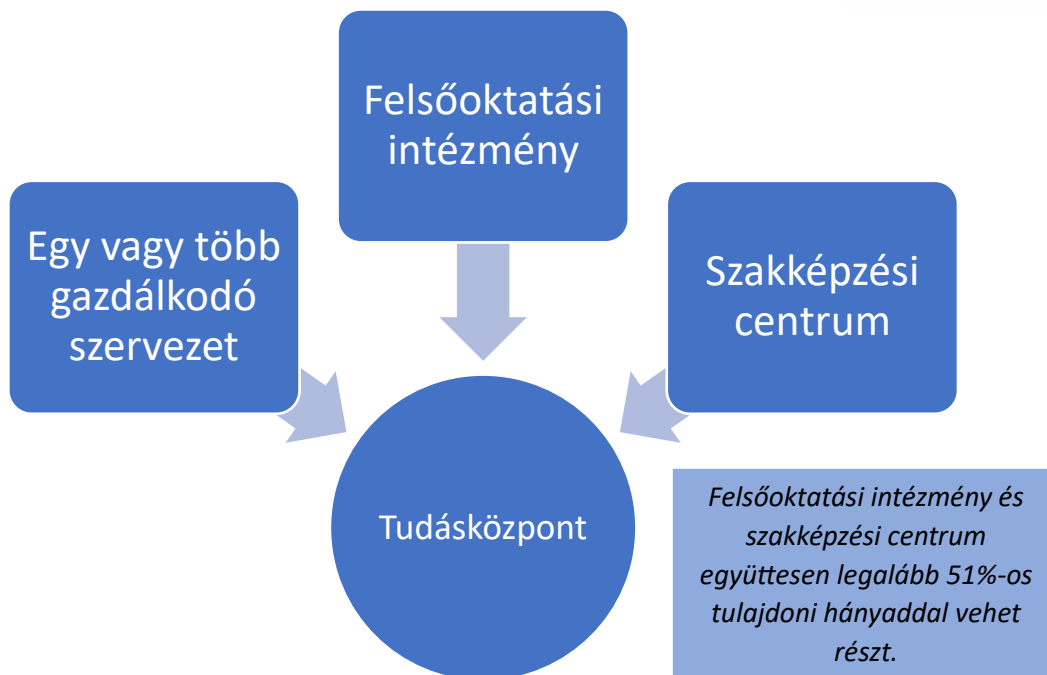 Felsőoktatási
intézmény
Egy vagy több
gazdálkodó
szervezet
Szakképzési
centrum
Tudásközpont
Felsőoktatási intézmény és
szakképzési centrum
együttesen legalább 51%-os
tulajdoni hányaddal vehet
részt.